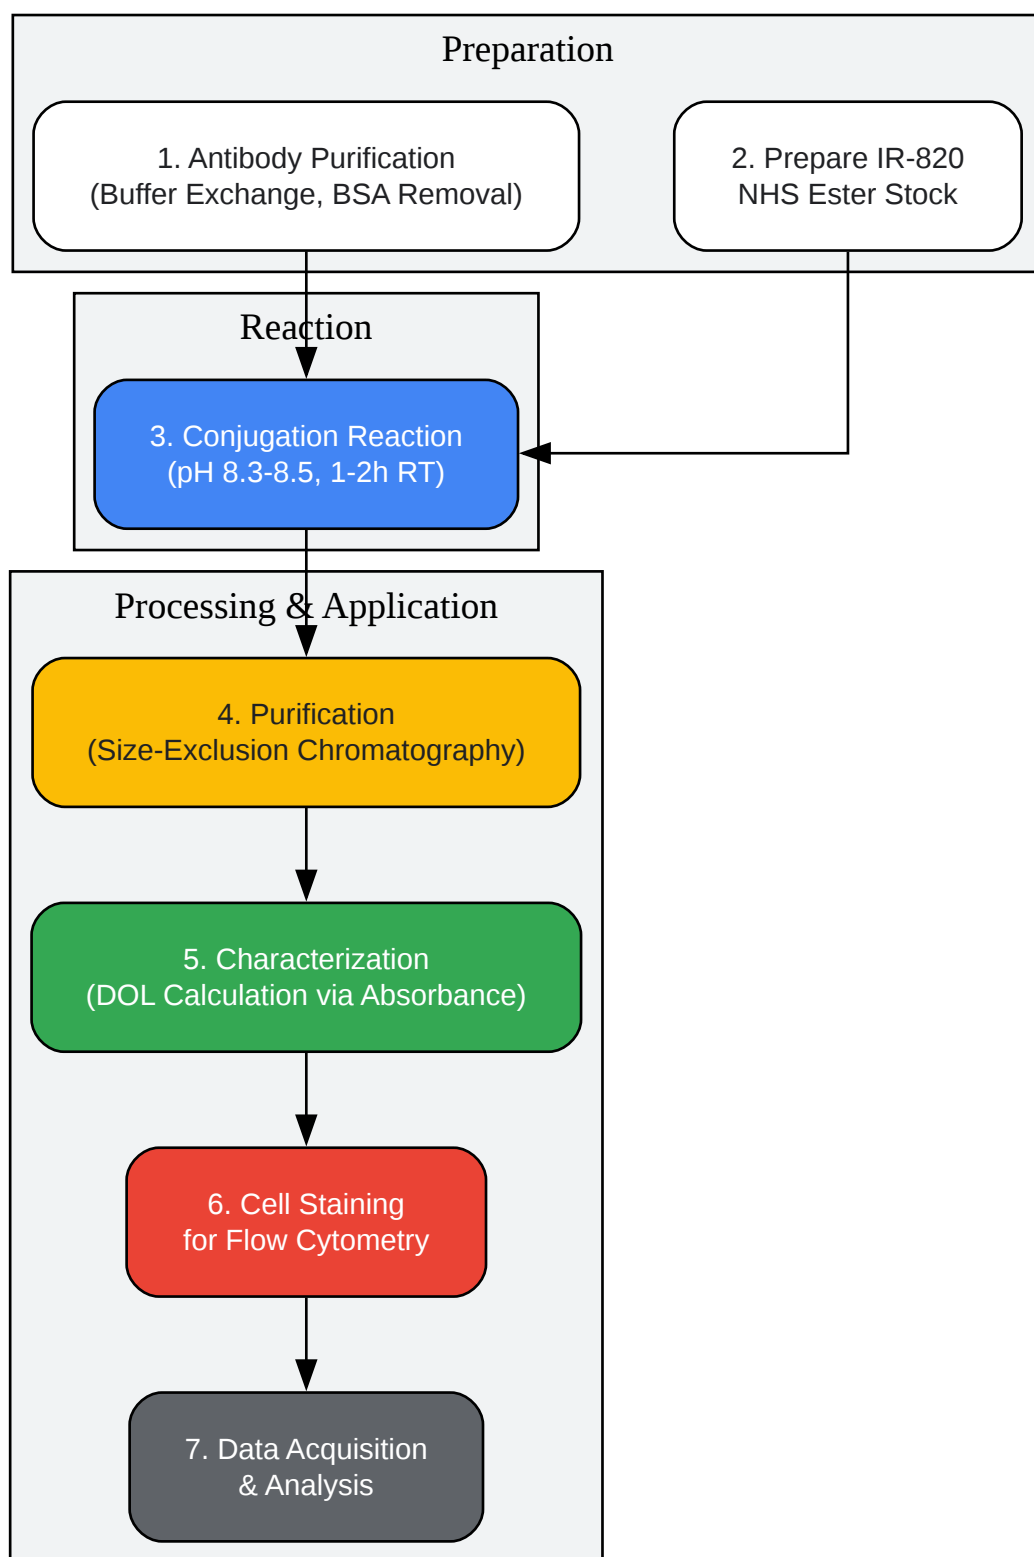 Preparation
1. Antibody Purification
(Buffer Exchange, BSA Removal)
2. Prepare IR-820
NHS Ester Stock
Reaction
3. Conjugation Reaction
(pH 8.3-8.5, 1-2h RT)
Processing & Application
4. Purification
(Size-Exclusion Chromatography)
5. Characterization
(DOL Calculation via Absorbance)
6. Cell Staining
for Flow Cytometry
7. Data Acquisition
& Analysis